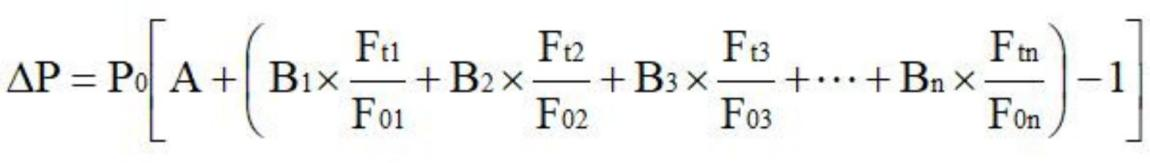 ΔP = P₀[A + (B₁ × Fₜ₁/F₀₁ + B₂ × Fₜ₂/F₀₂ + B₃ × Fₜ₃/F₀₃ + ⋯ + Bₙ × Fₜₙ/F₀ₙ) − 1]